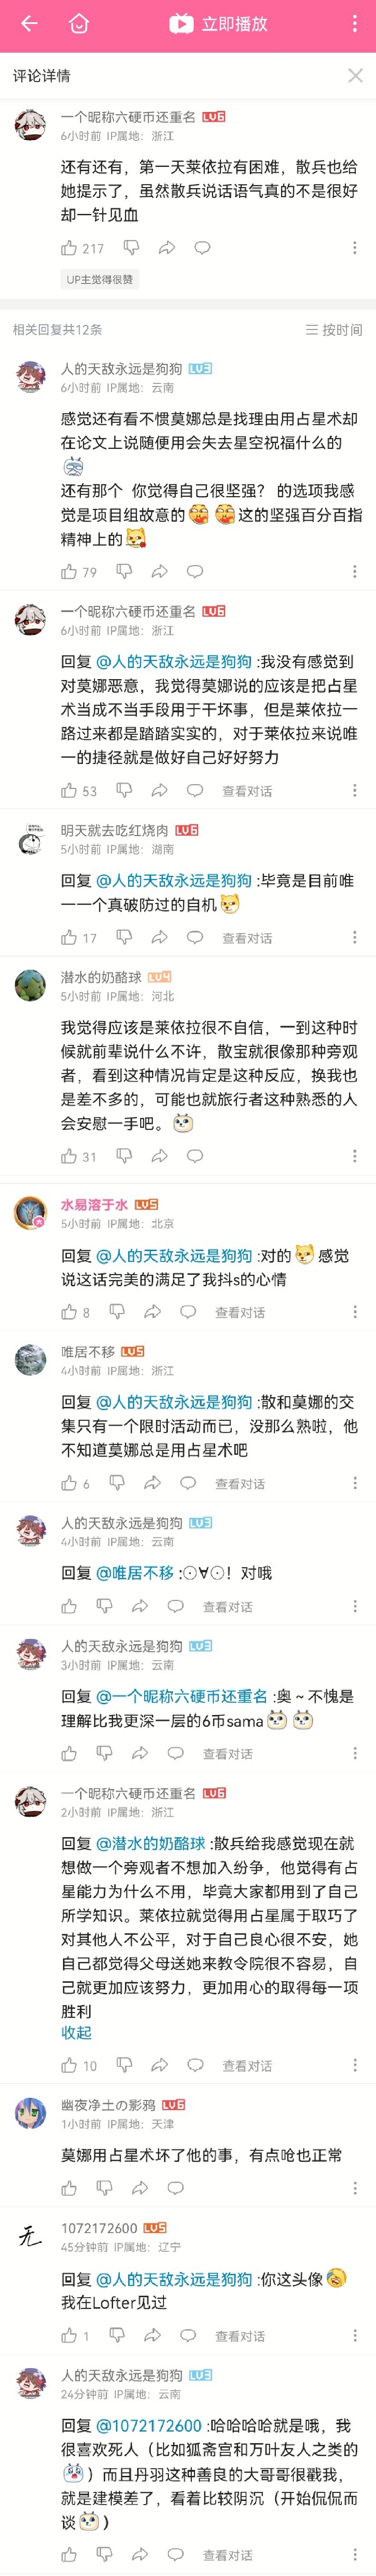 立即播放
评论详情
一个昵称六硬币还重名 LV6
6小时前 IP属地：浙江
还有还有，第一天莱依拉有困难，散兵也给
她提示了，虽然散兵说话语气真的不是很好
却一针见血
217
UP主觉得很赞
相关回复共12条
按时间
人的天敌永远是狗狗 LV3
6小时前 IP属地：云南
感觉还有看不惯莫娜总是找理由用占星术却
在论文上说随便用会失去星空祝福什么的
还有那个 你觉得自己很坚强？ 的选项我感
觉是项目组故意的 这的坚强百分百指
精神上的
79
一个昵称六硬币还重名 LV6
6小时前 IP属地：浙江
回复 @人的天敌永远是狗狗 :我没有感觉到
对莫娜恶意，我觉得莫娜说的应该是把占星
术当成不当手段用于干坏事，但是莱依拉一
路过来都是踏踏实实的，对于莱依拉来说唯
一的捷径就是做好自己好好努力
53 查看对话
明天就去吃红烧肉 LV6
5小时前 IP属地：湖南
回复 @人的天敌永远是狗狗 :毕竟是目前唯
一一个真破防过的自机
17 查看对话
潜水的奶酪球 LV4
5小时前 IP属地：河北
我觉得应该是莱依拉很不自信，一到这种时
候就前辈说什么不许，散宝就很像那种旁观
者，看到这种情况肯定是这种反应，换我也
是差不多的，可能也就旅行者这种熟悉的人
会安慰一手吧。
31
水易溶于水 LV5
5小时前 IP属地：北京
回复 @人的天敌永远是狗狗 :对的 感觉
说这话完美的满足了我抖s的心情
8 查看对话
唯居不移 LV5
4小时前 IP属地：浙江
回复 @人的天敌永远是狗狗 :散和莫娜的交
集只有一个限时活动而已，没那么熟啦，他
不知道莫娜总是用占星术吧
6 查看对话
人的天敌永远是狗狗 LV3
4小时前 IP属地：云南
回复 @唯居不移 :⊙∀⊙！对哦
查看对话
人的天敌永远是狗狗 LV3
3小时前 IP属地：云南
回复 @一个昵称六硬币还重名 :奥～不愧是
理解比我更深一层的6币sama
查看对话
一个昵称六硬币还重名 LV6
2小时前 IP属地：浙江
回复 @潜水的奶酪球 :散兵给我感觉现在就
想做一个旁观者不想加入纷争，他觉得有占
星能力为什么不用，毕竟大家都用到了自己
所学知识。莱依拉就觉得用占星属于取巧了
对其他人不公平，对于自己良心很不安，她
自己都觉得父母送她来教令院很不容易，自
己就更加应该努力，更加用心的取得每一项
胜利
收起
10 查看对话
幽夜净土の影鸦 LV6
1小时前 IP属地：天津
莫娜用占星术坏了他的事，有点呛也正常
1072172600 LV5
45分钟前 IP属地：辽宁
回复 @人的天敌永远是狗狗 :你这头像
我在Lofter见过
1 查看对话
人的天敌永远是狗狗 LV3
24分钟前 IP属地：云南
回复 @1072172600 :哈哈哈哈就是哦，我
很喜欢死人（比如狐斋宫和万叶友人之类的
）而且丹羽这种善良的大哥哥很戳我，
就是建模差了，看着比较阴沉（开始侃侃而
谈 ）
查看对话